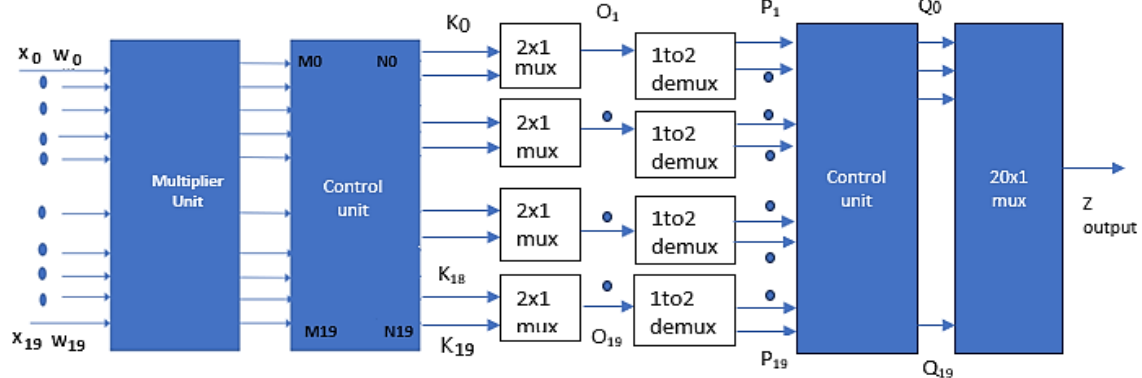 x0 w0
x19 w19
Multiplier
Unit
M0 N0
Control
unit
M19 N19
K0
K18
K19
2x1
mux
2x1
mux
2x1
mux
2x1
mux
O1
O19
1to2
demux
1to2
demux
1to2
demux
1to2
demux
P1
P19
Control
unit
Q0
Q19
20x1
mux
Z
output